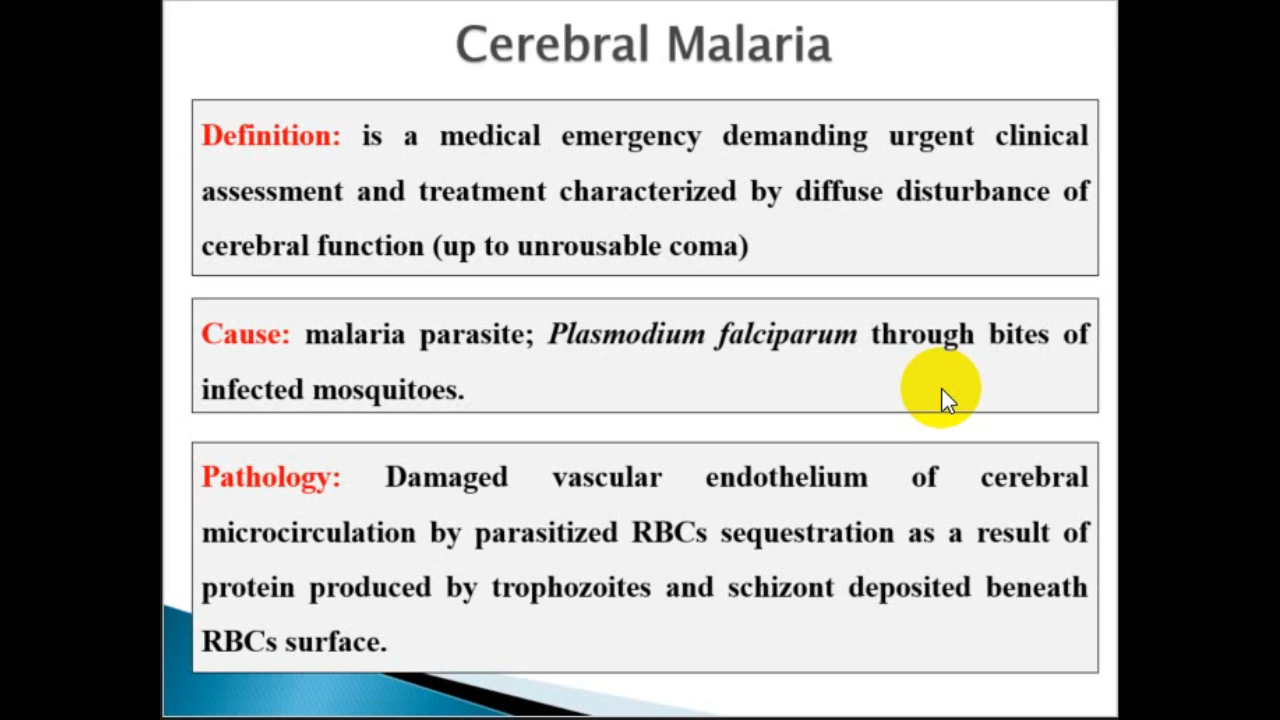 Cerebral Malaria
Definition: is a medical emergency demanding urgent clinical
assessment and treatment characterized by diffuse disturbance of
cerebral function (up to unrousable coma)
Cause: malaria parasite; Plasmodium falciparum through bites of
infected mosquitoes.
Pathology: Damaged vascular endothelium of cerebral
microcirculation by parasitized RBCs sequestration as a result of
protein produced by trophozoites and schizont deposited beneath
RBCs surface.